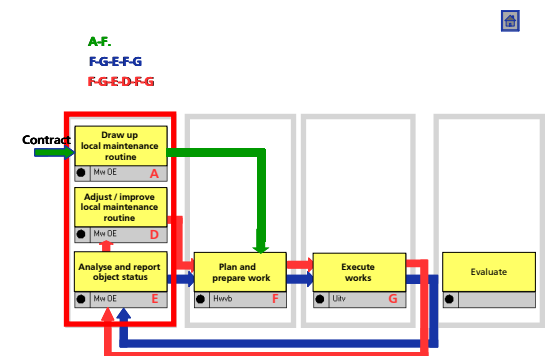 A-F.
F-G-E-F-G
F-G-E-D-F-G
Contract
Draw up
local maintenance
routine
Mw OE A
Adjust / improve
local maintenance
routine
Mw OE D
Analyse and report
object status
Mw OE E
Plan and
prepare work
Hwvb F
Execute
works
Uitv G
Evaluate